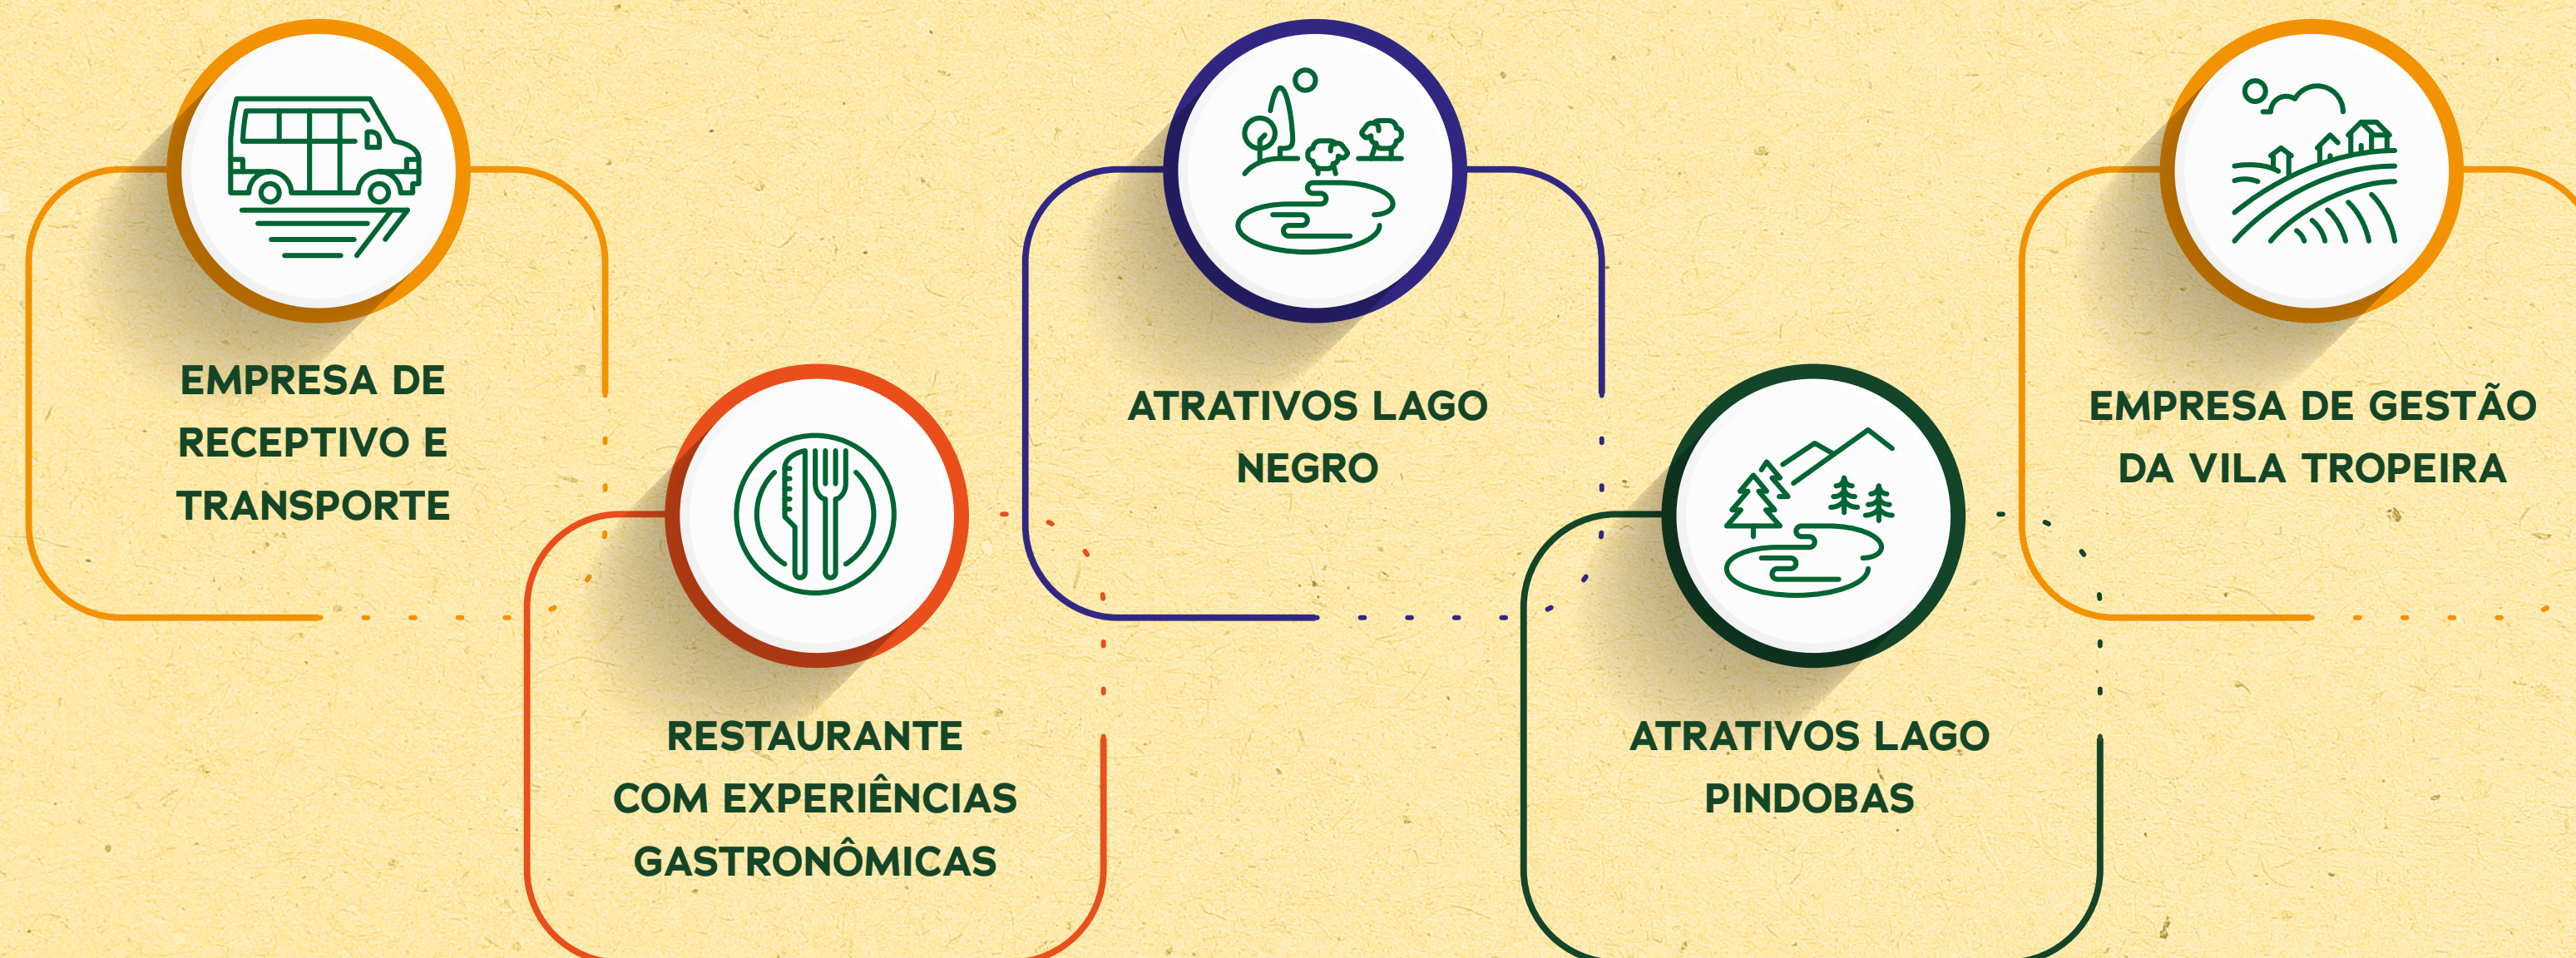 EMPRESA DE
RECEPTIVO E
TRANSPORTE
RESTAURANTE
COM EXPERIÊNCIAS
GASTRONÔMICAS
ATRATIVOS LAGO
NEGRO
ATRATIVOS LAGO
PINDOBAS
EMPRESA DE GESTÃO
DA VILA TROPEIRA